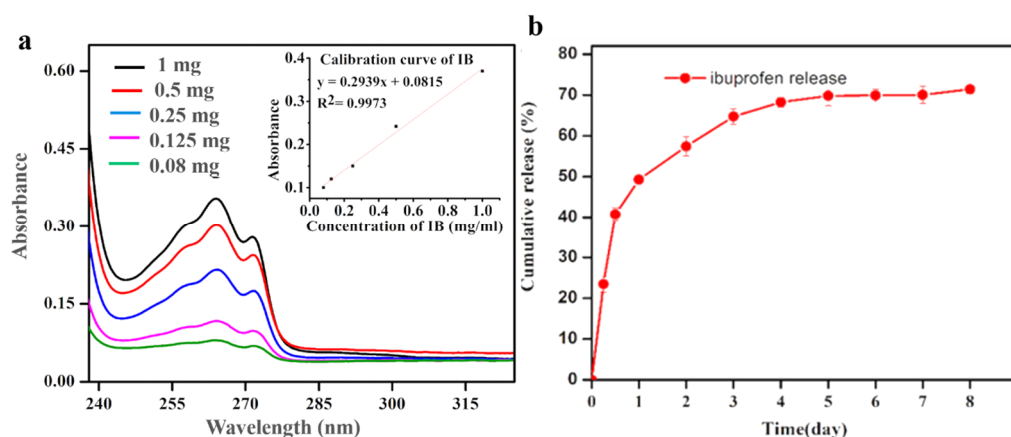 a
Absorbance
0.60
0.45
0.30
0.15
0.00
1 mg
0.5 mg
0.25 mg
0.125 mg
0.08 mg
Calibration curve of IB
y = 0.2939x + 0.0815
R²= 0.9973
Absorbance
0.4
0.3
0.2
0.1
0.2 0.4 0.6 0.8 1.0
Concentration of IB (mg/ml)
240 255 270 285 300 315
Wavelength (nm)
b
Cumulative release (%)
80
70
60
50
40
30
20
10
0
ibuprofen release
0 1 2 3 4 5 6 7 8
Time(day)